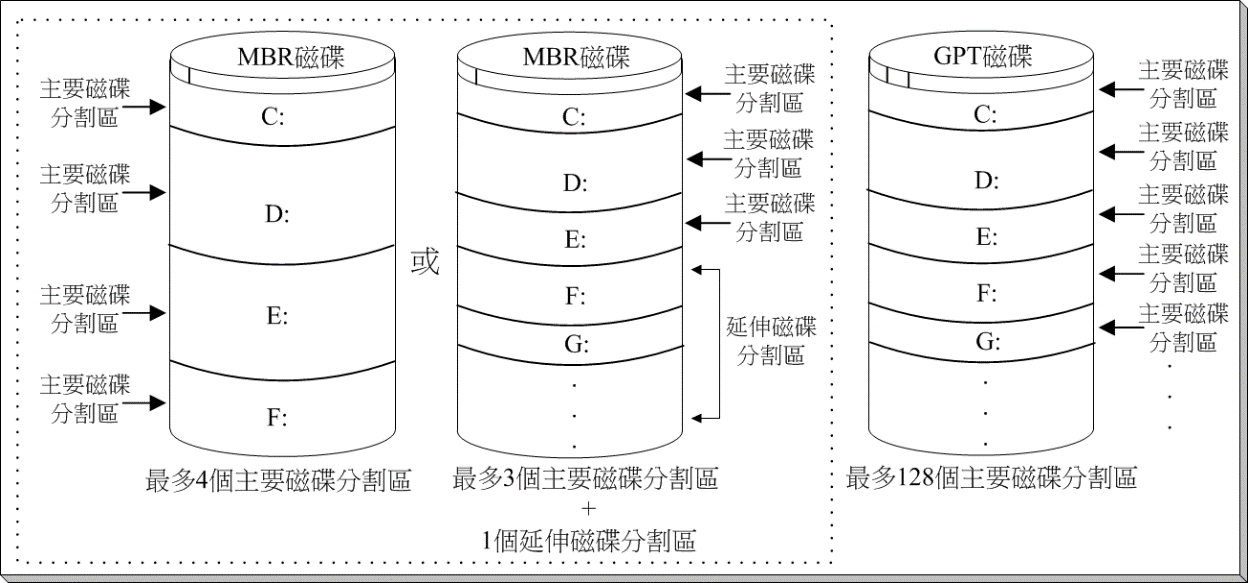 MBR磁碟
主要磁碟
分割區
C:
主要磁碟
分割區
D:
主要磁碟
分割區
E:
主要磁碟
分割區
F:
最多4個主要磁碟分割區
或
MBR磁碟
主要磁碟
分割區
C:
主要磁碟
分割區
D:
主要磁碟
分割區
E:
F:
G:
延伸磁碟
分割區
最多3個主要磁碟分割區
+
1個延伸磁碟分割區
GPT磁碟
主要磁碟
分割區
C:
主要磁碟
分割區
D:
主要磁碟
分割區
E:
主要磁碟
分割區
F:
主要磁碟
分割區
G:
最多128個主要磁碟分割區